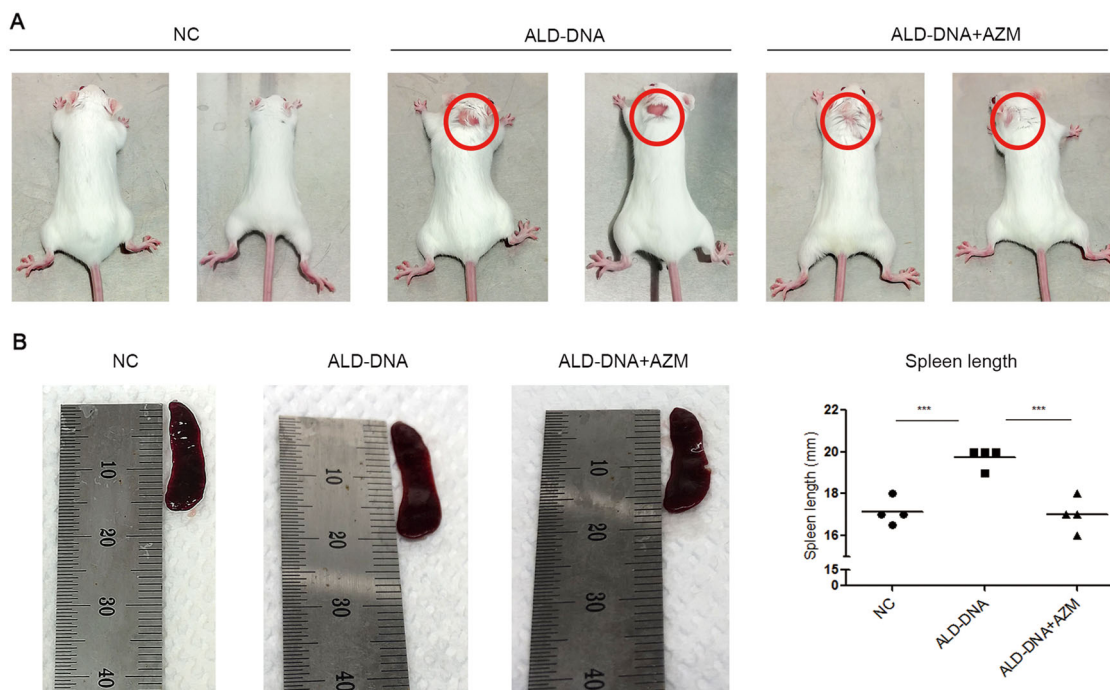 A
NC
ALD-DNA
ALD-DNA+AZM
B
NC
ALD-DNA
ALD-DNA+AZM
10
20
30
40
10
20
30
40
10
20
30
40
Spleen length
Spleen length (mm)
22
20
18
16
15
0
***
***
NC
ALD-DNA
ALD-DNA+AZM